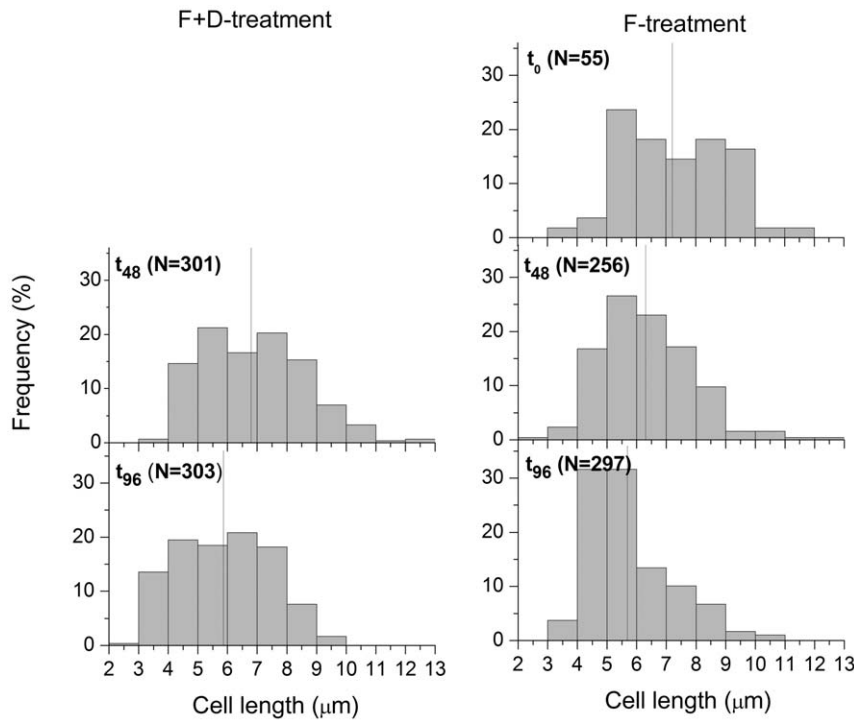 F+D-treatment
F-treatment
t0 (N=55)
30
20
10
0
t48 (N=301)
30
20
10
0
t48 (N=256)
30
20
10
0
t96 (N=303)
30
20
10
0
2 3 4 5 6 7 8 9 10 11 12 13
t96 (N=297)
30
20
10
0
2 3 4 5 6 7 8 9 10 11 12 13
Frequency (%)
Cell length (μm)
Cell length (μm)